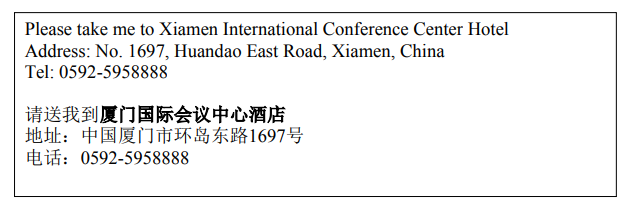 Please take me to Xiamen International Conference Center Hotel
Address: No. 1697, Huandao East Road, Xiamen, China
Tel: 0592-5958888
请送我到厦门国际会议中心酒店
地址：中国厦门市环岛东路1697号
电话：0592-5958888